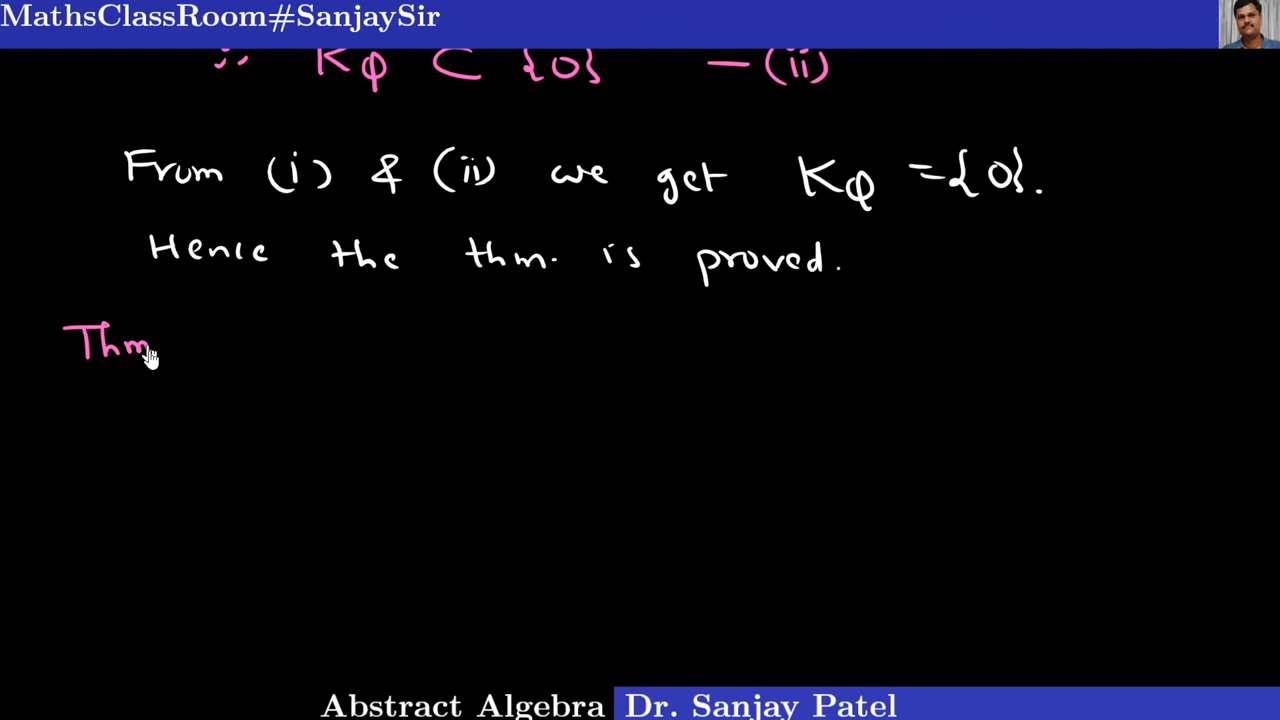 MathsClassRoom#SanjaySir
∴ Kφ ⊂ {0} — (ii)
From (i) & (ii) we get Kφ = {0}.
Hence the thm. is proved.
Thm
Abstract Algebra Dr. Sanjay Patel